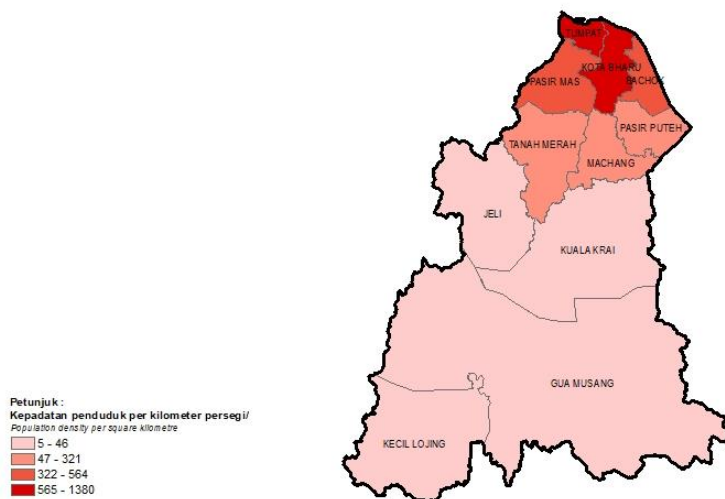 TUMPAT
KOTA BHARU
PASIR MAS
BACHOK
PASIR PUTEH
TANAH MERAH
MACHANG
JELI
KUALA KRAI
GUA MUSANG
KECIL LOJING
Petunjuk :
Kepadatan penduduk per kilometer persegi/
Population density per square kilometre
5 - 46
47 - 321
322 - 564
565 - 1380